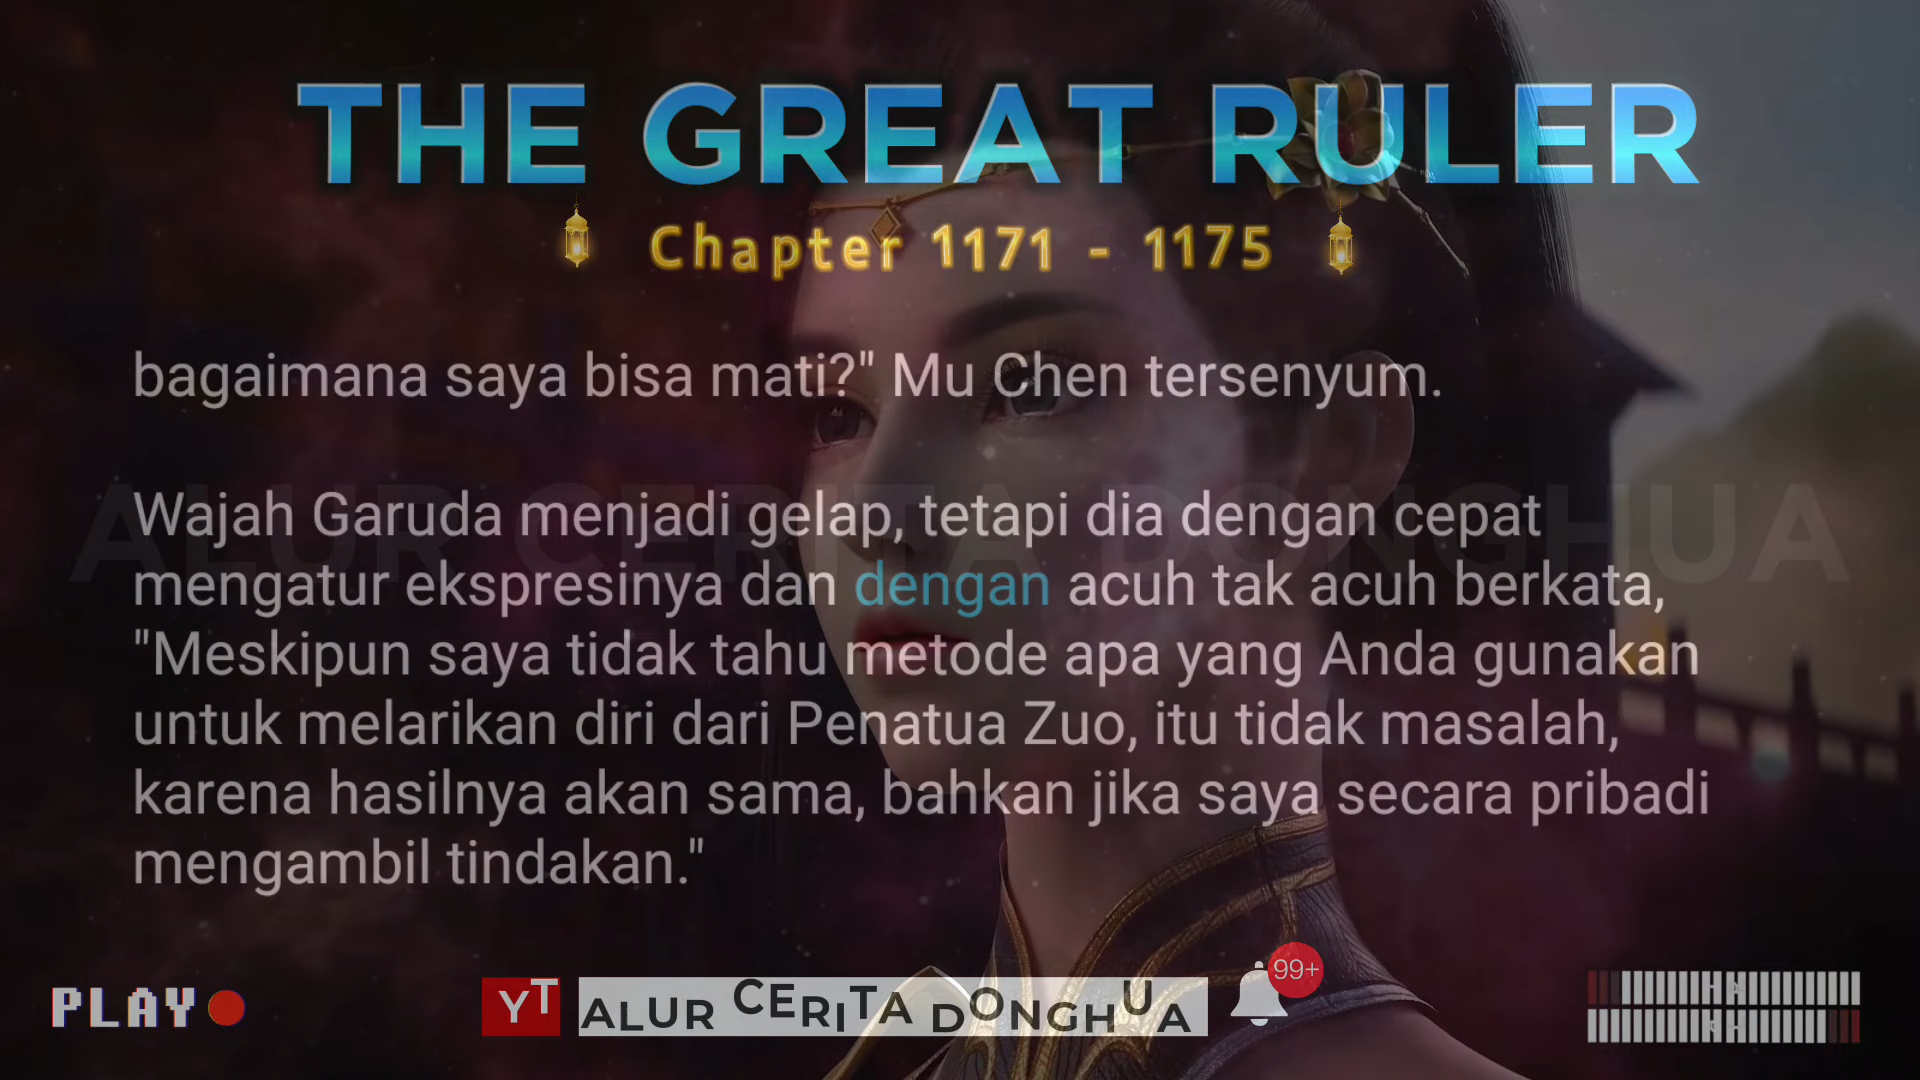 THE GREAT RULER
Chapter 1171 - 1175
bagaimana saya bisa mati?" Mu Chen tersenyum.
Wajah Garuda menjadi gelap, tetapi dia dengan cepat
mengatur ekspresinya dan dengan acuh tak acuh berkata,
"Meskipun saya tidak tahu metode apa yang Anda gunakan
untuk melarikan diri dari Penatua Zuo, itu tidak masalah,
karena hasilnya akan sama, bahkan jika saya secara pribadi
mengambil tindakan."
ALUR CERITA DONGHUA
PLAY
YT ALUR CERITA DONGHUA
99+